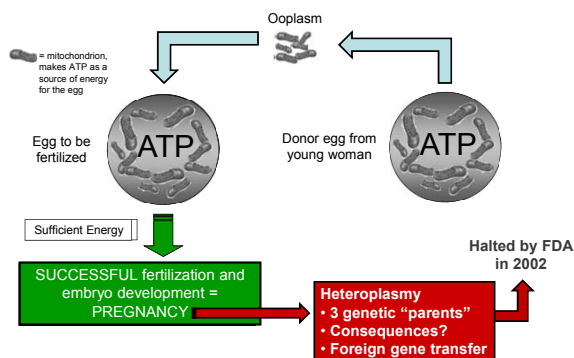 Ooplasm
= mitochondrion,
makes ATP as a
source of energy
for the egg
Egg to be
fertilized
ATP
Donor egg from
young woman
ATP
Sufficient Energy
Halted by FDA
in 2002
SUCCESSFUL fertilization and
embryo development =
PREGNANCY
Heteroplasmy
• 3 genetic “parents”
• Consequences?
• Foreign gene transfer